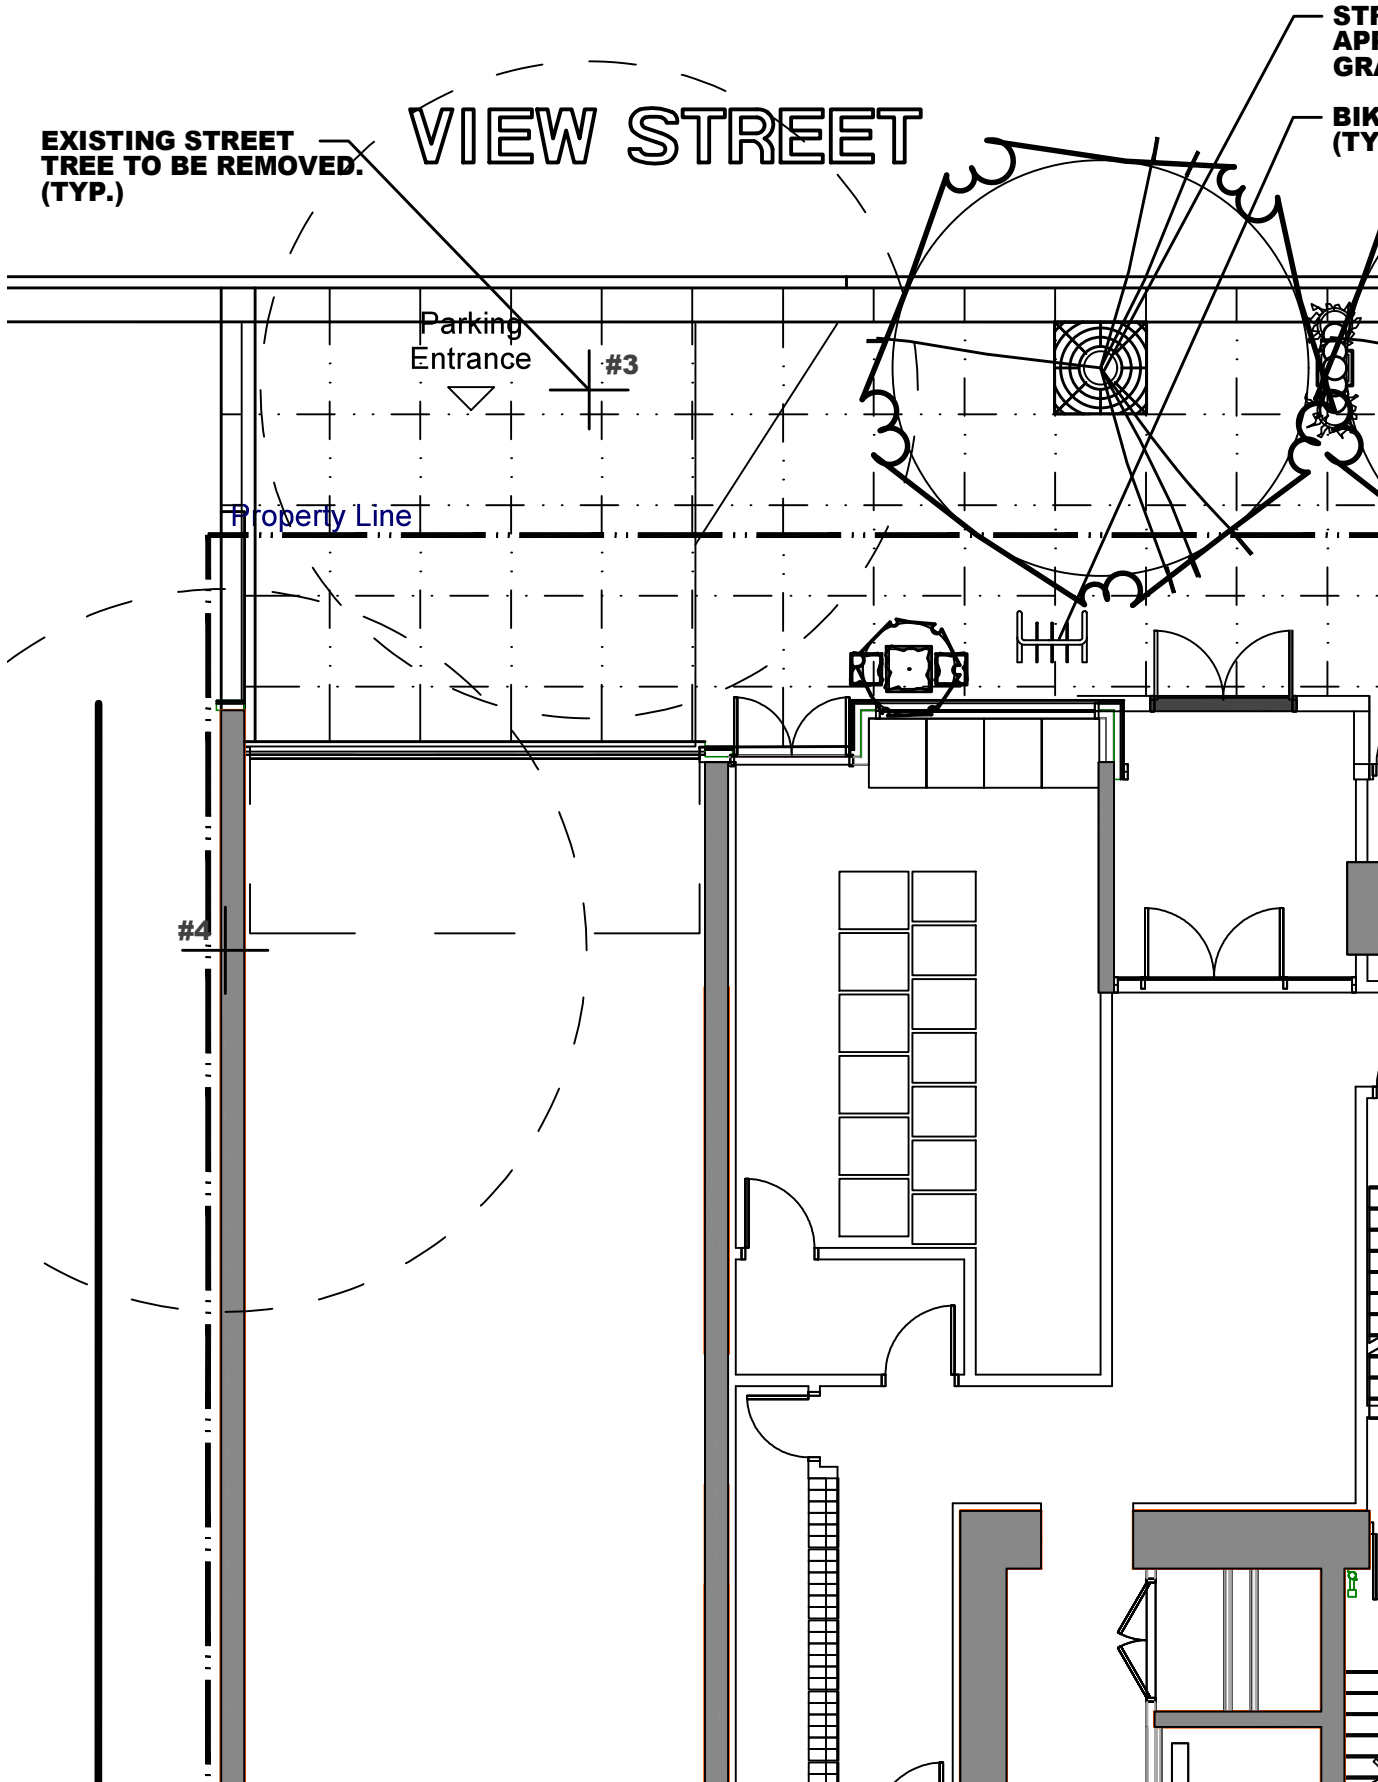 EXISTING STREET
TREE TO BE REMOVED.
(TYP.)
VIEW STREET
Parking
Entrance
#3
Property Line
#4